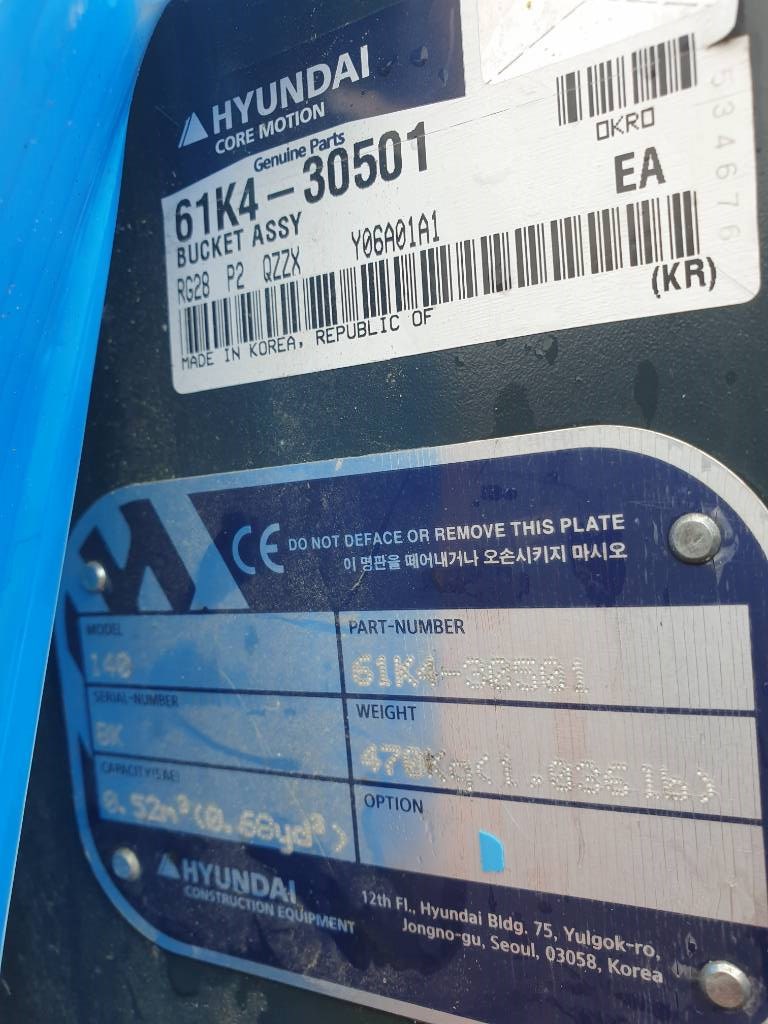 HYUNDAI
CORE MOTION
Genuine Parts
0KR0
534676
61K4-30501
EA
BUCKET ASSY
RG28 P2 QZZX Y06A01A1
(KR)
MADE IN KOREA, REPUBLIC OF
CE
DO NOT DEFACE OR REMOVE THIS PLATE
이 명판을 떼어내거나 오손시키지 마시오
MODEL
140
PART-NUMBER
61K4-30501
SERIAL-NUMBER
BK
WEIGHT
470Kg(1,036lb)
CAPACITY(SAE)
0.52m³(0.68yd³)
OPTION
HYUNDAI
CONSTRUCTION EQUIPMENT
12th Fl., Hyundai Bldg. 75, Yulgok-ro,
Jongno-gu, Seoul, 03058, Korea